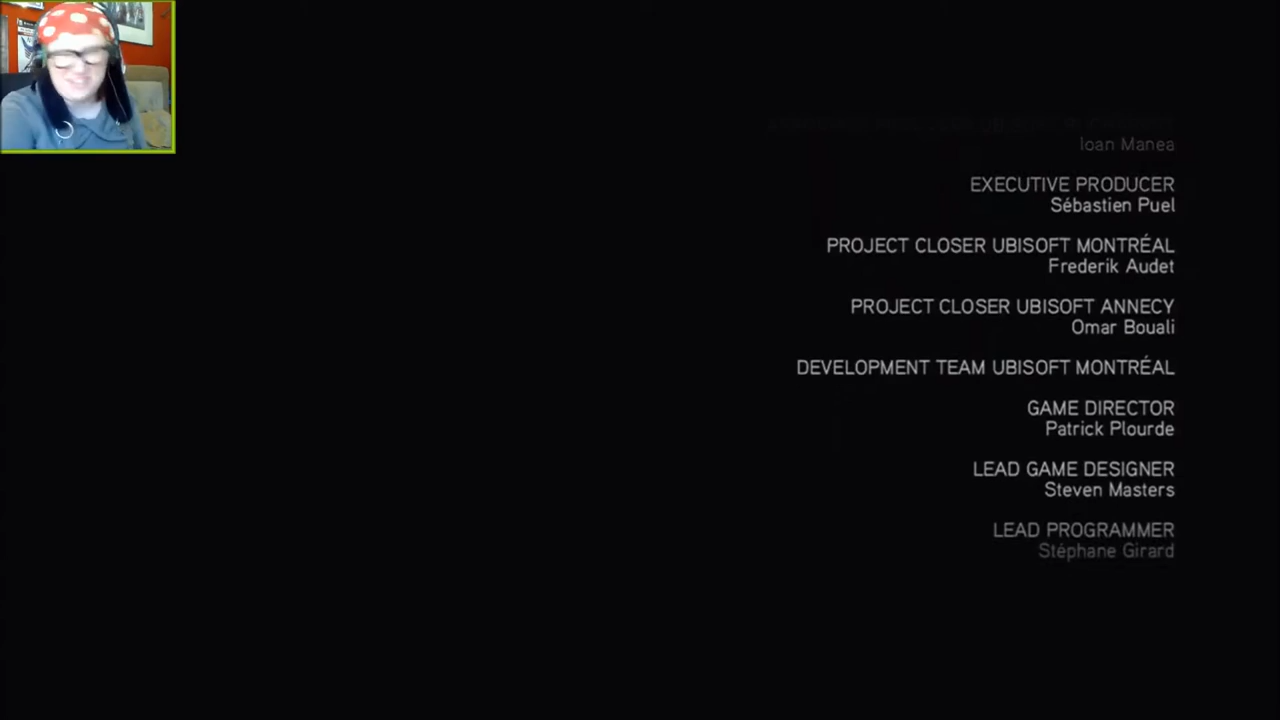 Ioan Manea
EXECUTIVE PRODUCER
Sébastien Puel
PROJECT CLOSER UBISOFT MONTRÉAL
Frederik Audet
PROJECT CLOSER UBISOFT ANNECY
Omar Bouali
DEVELOPMENT TEAM UBISOFT MONTRÉAL
GAME DIRECTOR
Patrick Plourde
LEAD GAME DESIGNER
Steven Masters
LEAD PROGRAMMER
Stéphane Girard